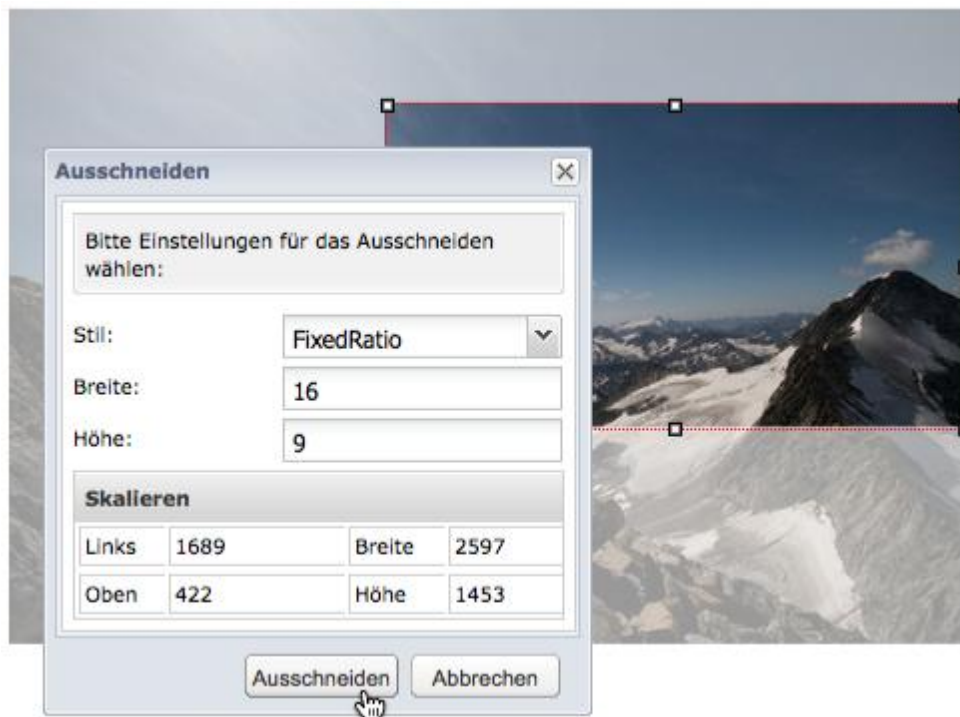 Ausschneiden
Bitte Einstellungen für das Ausschneiden
wählen:
Stil: FixedRatio
Breite: 16
Höhe: 9
Skalieren
Links 1689 Breite 2597
Oben 422 Höhe 1453
Ausschneiden Abbrechen